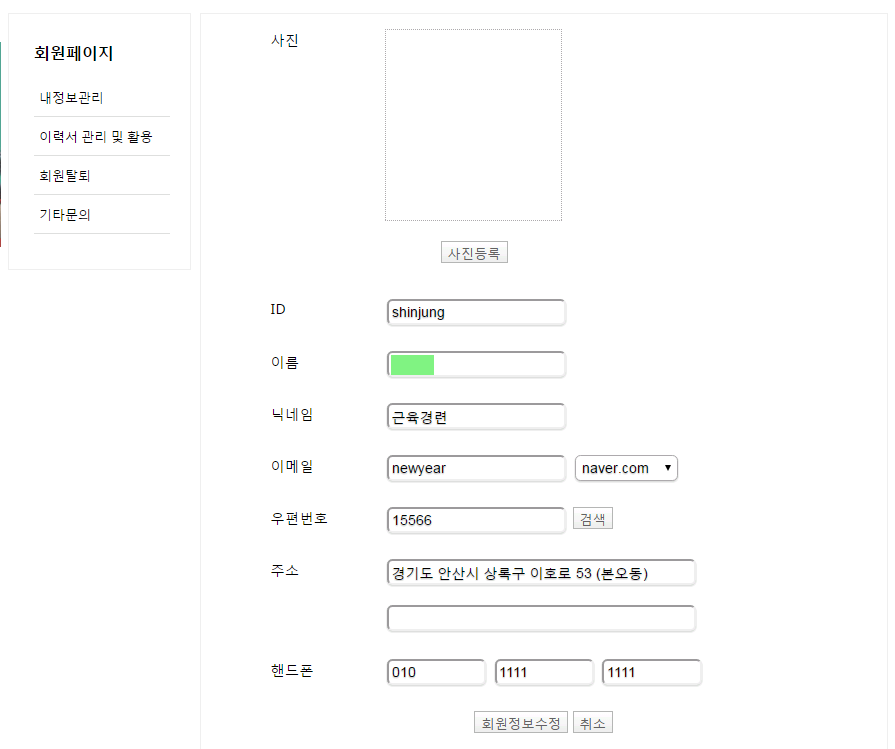 회원페이지
내정보관리
이력서 관리 및 활용
회원탈퇴
기타문의
사진
사진등록
ID shinjung
이름
닉네임 근육경련
이메일 newyear naver.com
우편번호 15566 검색
주소 경기도 안산시 상록구 이호로 53 (본오동)
핸드폰 010 1111 1111
회원정보수정 취소